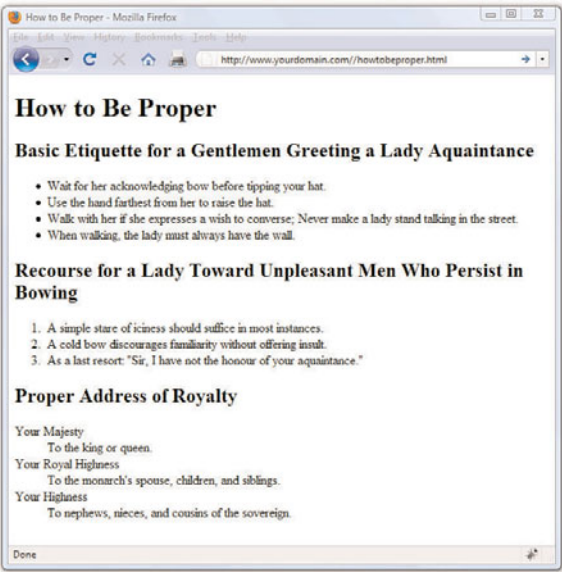 How to Be Proper - Mozilla Firefox
File Edit View History Bookmarks Tools Help
http://www.yourdomain.com//howtobeproper.html
How to Be Proper
Basic Etiquette for a Gentlemen Greeting a Lady Aquaintance
• Wait for her acknowledging bow before tipping your hat.
• Use the hand farthest from her to raise the hat.
• Walk with her if she expresses a wish to converse; Never make a lady stand talking in the street.
• When walking, the lady must always have the wall.
Recourse for a Lady Toward Unpleasant Men Who Persist in
Bowing
1. A simple stare of iciness should suffice in most instances.
2. A cold bow discourages familiarity without offering insult.
3. As a last resort: "Sir, I have not the honour of your aquaintance."
Proper Address of Royalty
Your Majesty
To the king or queen.
Your Royal Highness
To the monarch's spouse, children, and siblings.
Your Highness
To nephews, nieces, and cousins of the sovereign.
Done